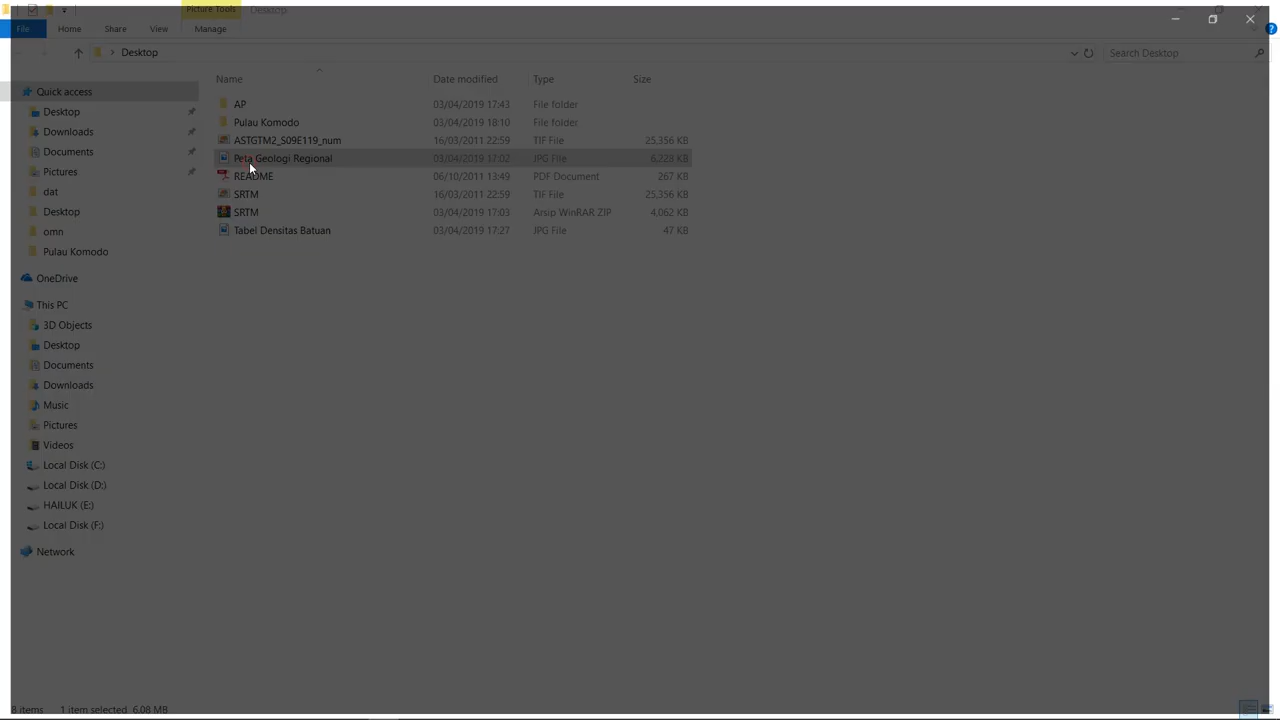 Picture Tools Desktop
File Home Share View Manage
Desktop Search Desktop
Name Date modified Type Size
Quick access
Desktop
Downloads
Documents
Pictures
dat
Desktop
omn
Pulau Komodo
OneDrive
This PC
3D Objects
Desktop
Documents
Downloads
Music
Pictures
Videos
Local Disk (C:)
Local Disk (D:)
HAILUK (E:)
Local Disk (F:)
Network
AP 03/04/2019 17:43 File folder
Pulau Komodo 03/04/2019 18:10 File folder
ASTGTM2_S09E119_num 16/03/2011 22:59 TIF File 25,356 KB
Peta Geologi Regional 03/04/2019 17:02 JPG File 6,228 KB
README 06/10/2011 13:49 PDF Document 267 KB
SRTM 16/03/2011 22:59 TIF File 25,356 KB
SRTM 03/04/2019 17:03 Arsip WinRAR ZIP 4,062 KB
Tabel Densitas Batuan 03/04/2019 17:27 JPG File 47 KB
8 items 1 item selected 6.08 MB